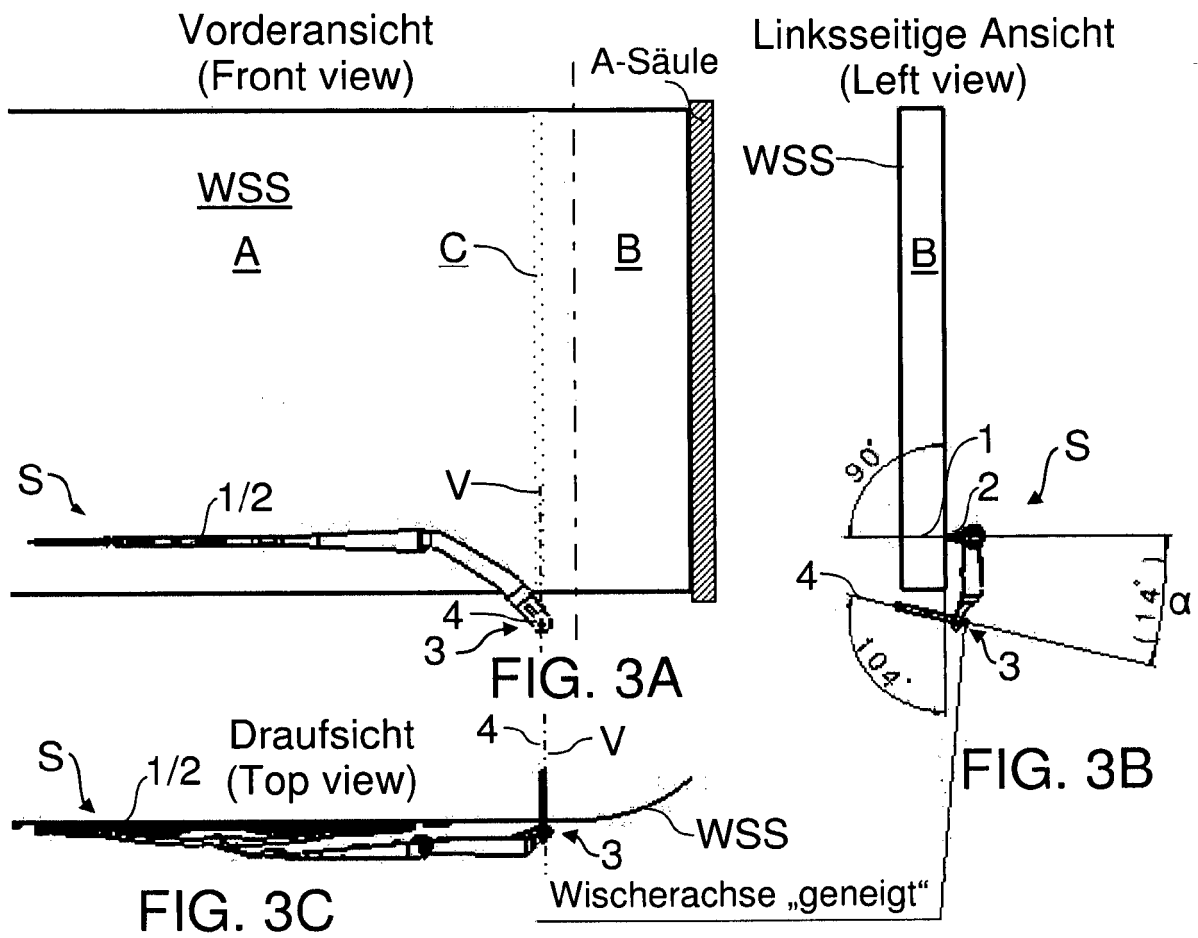 Vorderansicht
(Front view)
A-Säule
WSS
A
C
B
V
S
1/2
4
3
FIG. 3A
Linksseitige Ansicht
(Left view)
WSS
B
90°
1
2
S
4
3
(14°)
α
104°
FIG. 3B
Draufsicht
(Top view)
S
1/2
4
V
WSS
3
Wischerachse „geneigt“
FIG. 3C